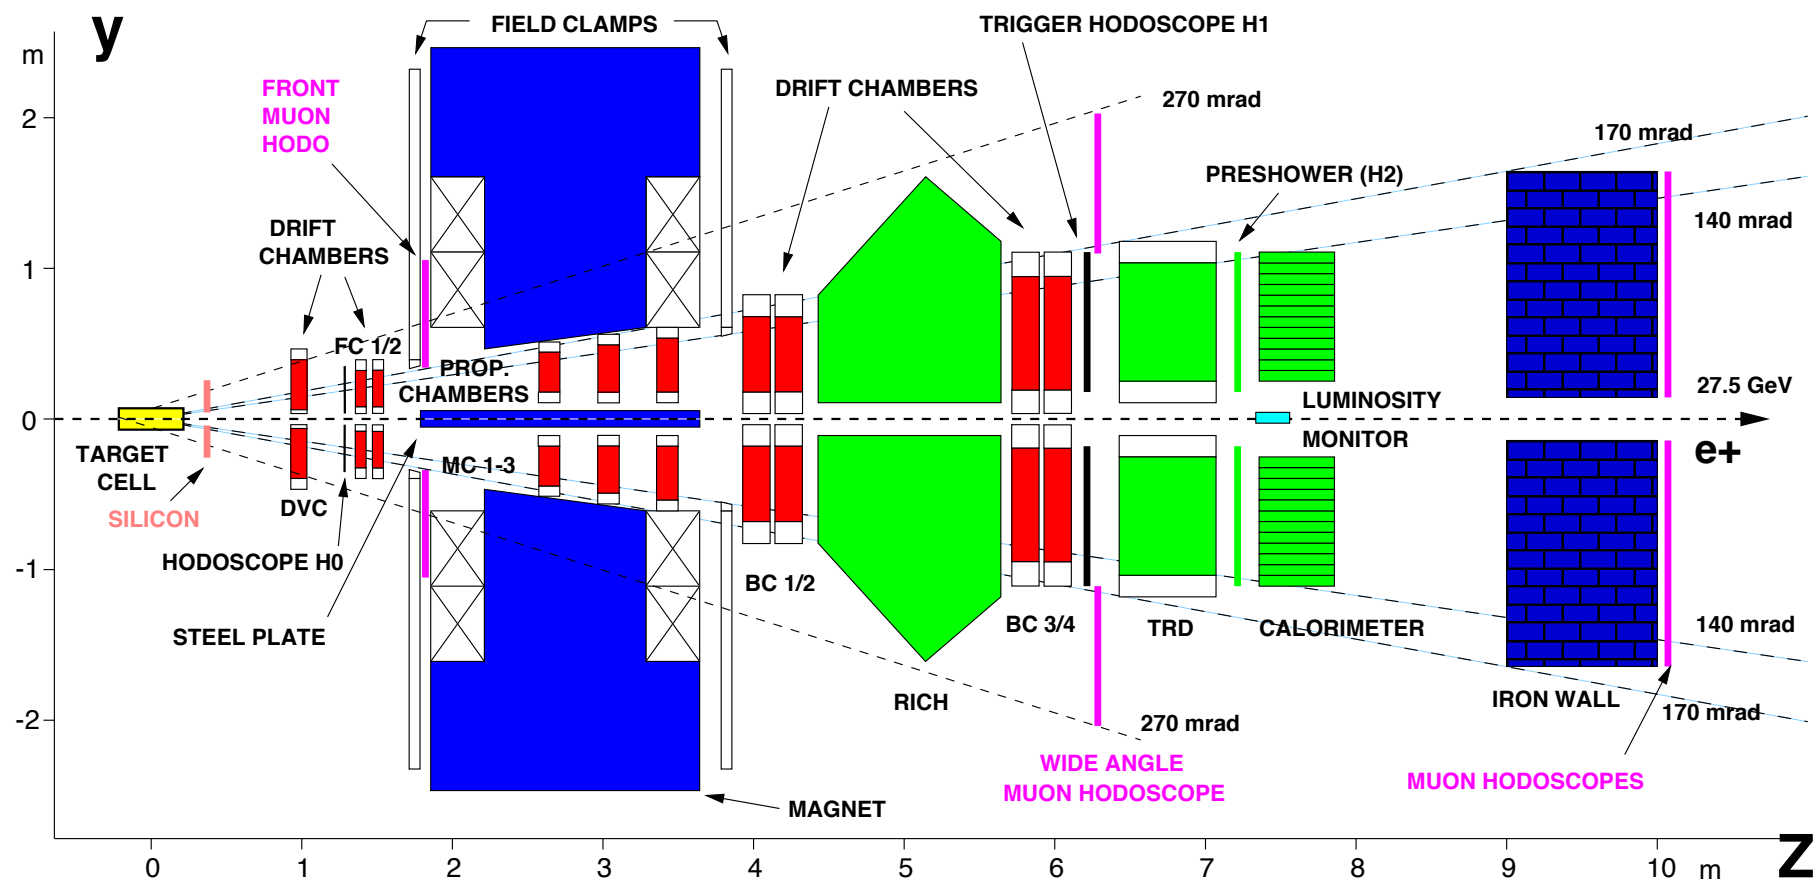 y
m
2
1
0
-1
-2
FIELD CLAMPS
TRIGGER HODOSCOPE H1
FRONT
MUON
HODO
DRIFT CHAMBERS
270 mrad
170 mrad
PRESHOWER (H2)
140 mrad
DRIFT
CHAMBERS
FC 1/2
PROP.
CHAMBERS
27.5 GeV
LUMINOSITY
MONITOR
e+
TARGET
CELL
SILICON
DVC
MC 1-3
HODOSCOPE H0
STEEL PLATE
BC 1/2
BC 3/4
TRD
CALORIMETER
140 mrad
RICH
IRON WALL
170 mrad
270 mrad
WIDE ANGLE
MUON HODOSCOPE
MUON HODOSCOPES
MAGNET
0
1
2
3
4
5
6
7
8
9
10
m
Z